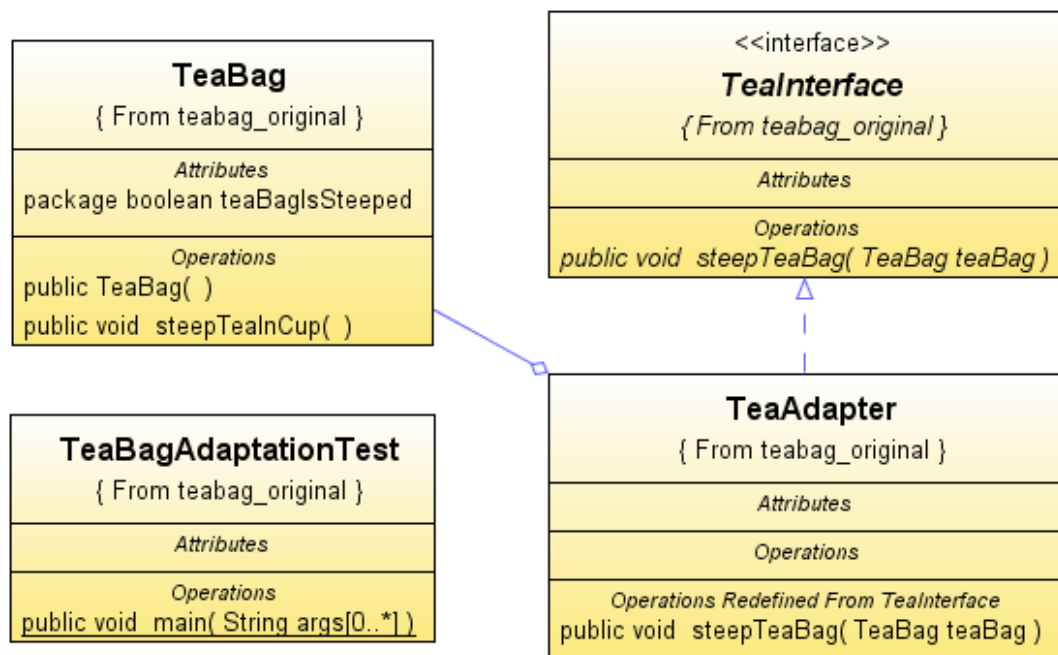 TeaBag
{ From teabag_original }
Attributes
package boolean teaBagIsSteeped
Operations
public TeaBag( )
public void steepTeaInCup( )
<<interface>>
TeaInterface
{ From teabag_original }
Attributes
Operations
public void steepTeaBag( TeaBag teaBag )
TeaBagAdaptationTest
{ From teabag_original }
Attributes
Operations
public void main( String args[0..*] )
TeaAdapter
{ From teabag_original }
Attributes
Operations
Operations Redefined From TeaInterface
public void steepTeaBag( TeaBag teaBag )